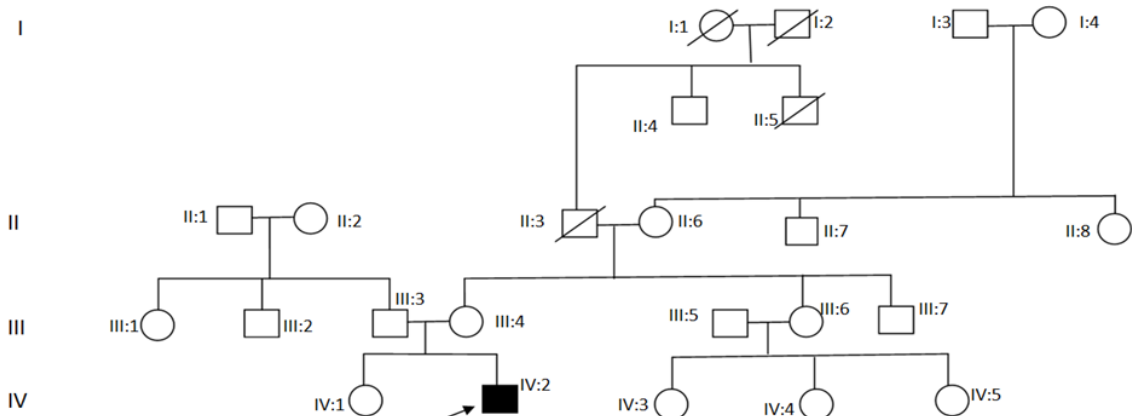 I I:1 I:2 I:3 I:4
II:4 II:5
II II:1 II:2 II:3 II:6 II:7 II:8
III:3
III III:1 III:2 III:4 III:5 III:6 III:7
IV:2
IV IV:1 IV:3 IV:4 IV:5